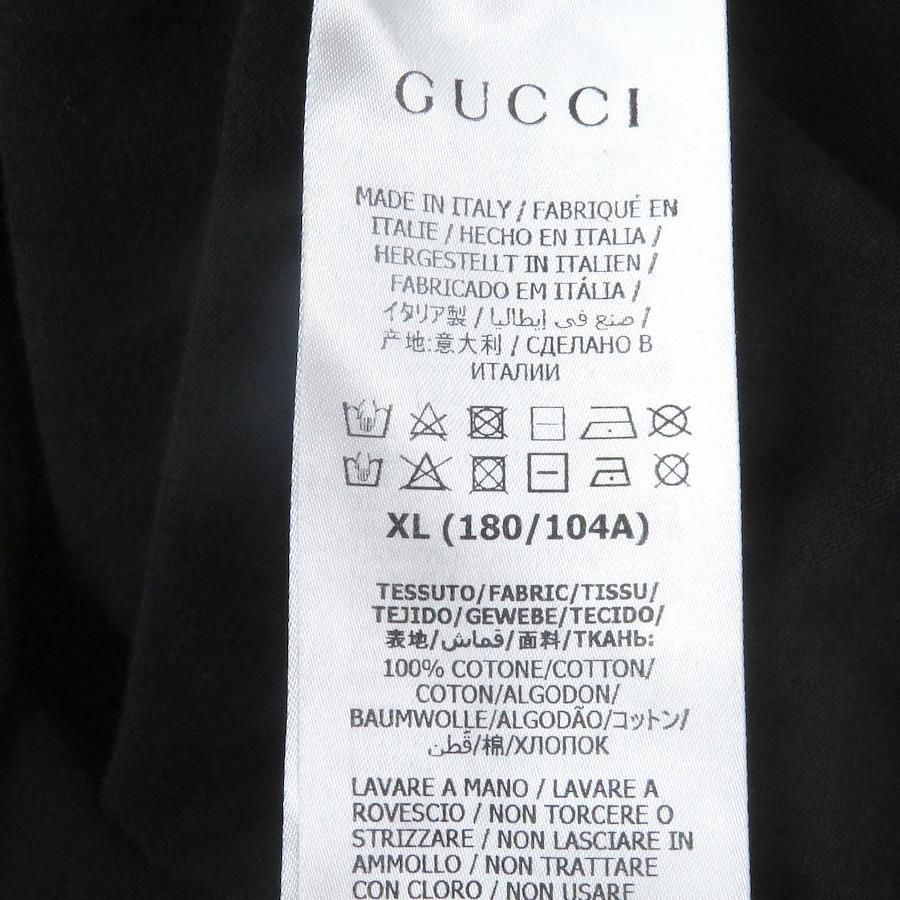 GUCCI
MADE IN ITALY / FABRIQUÉ EN
ITALIE / HECHO EN ITALIA /
HERGESTELLT IN ITALIEN /
FABRICADO EM ITÁLIA /
イタリア製 / صنع في إيطاليا /
产地:意大利 / СДЕЛАНО В
ИТАЛИИ
XL (180/104A)
TESSUTO/FABRIC/TISSU/
TEJIDO/GEWEBE/TECIDO/
表地/قماش/面料/ТКАНЬ:
100% COTONE/COTTON/
COTON/ALGODON/
BAUMWOLLE/ALGODÃO/コットン/
قطن/棉/ХЛОПОК
LAVARE A MANO / LAVARE A
ROVESCIO / NON TORCERE O
STRIZZARE / NON LASCIARE IN
AMMOLLO / NON TRATTARE
CON CLORO / NON USARE